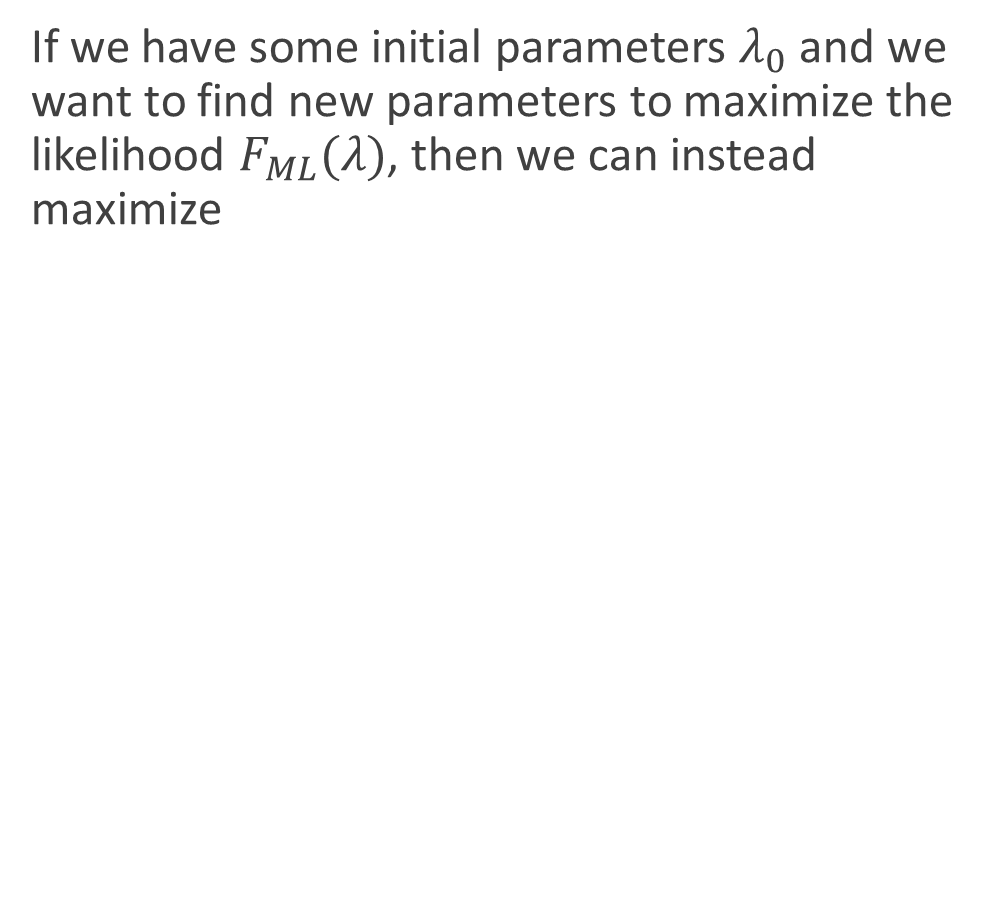 If we have some initial parameters λ₀ and we
want to find new parameters to maximize the
likelihood F_ML(λ), then we can instead
maximize